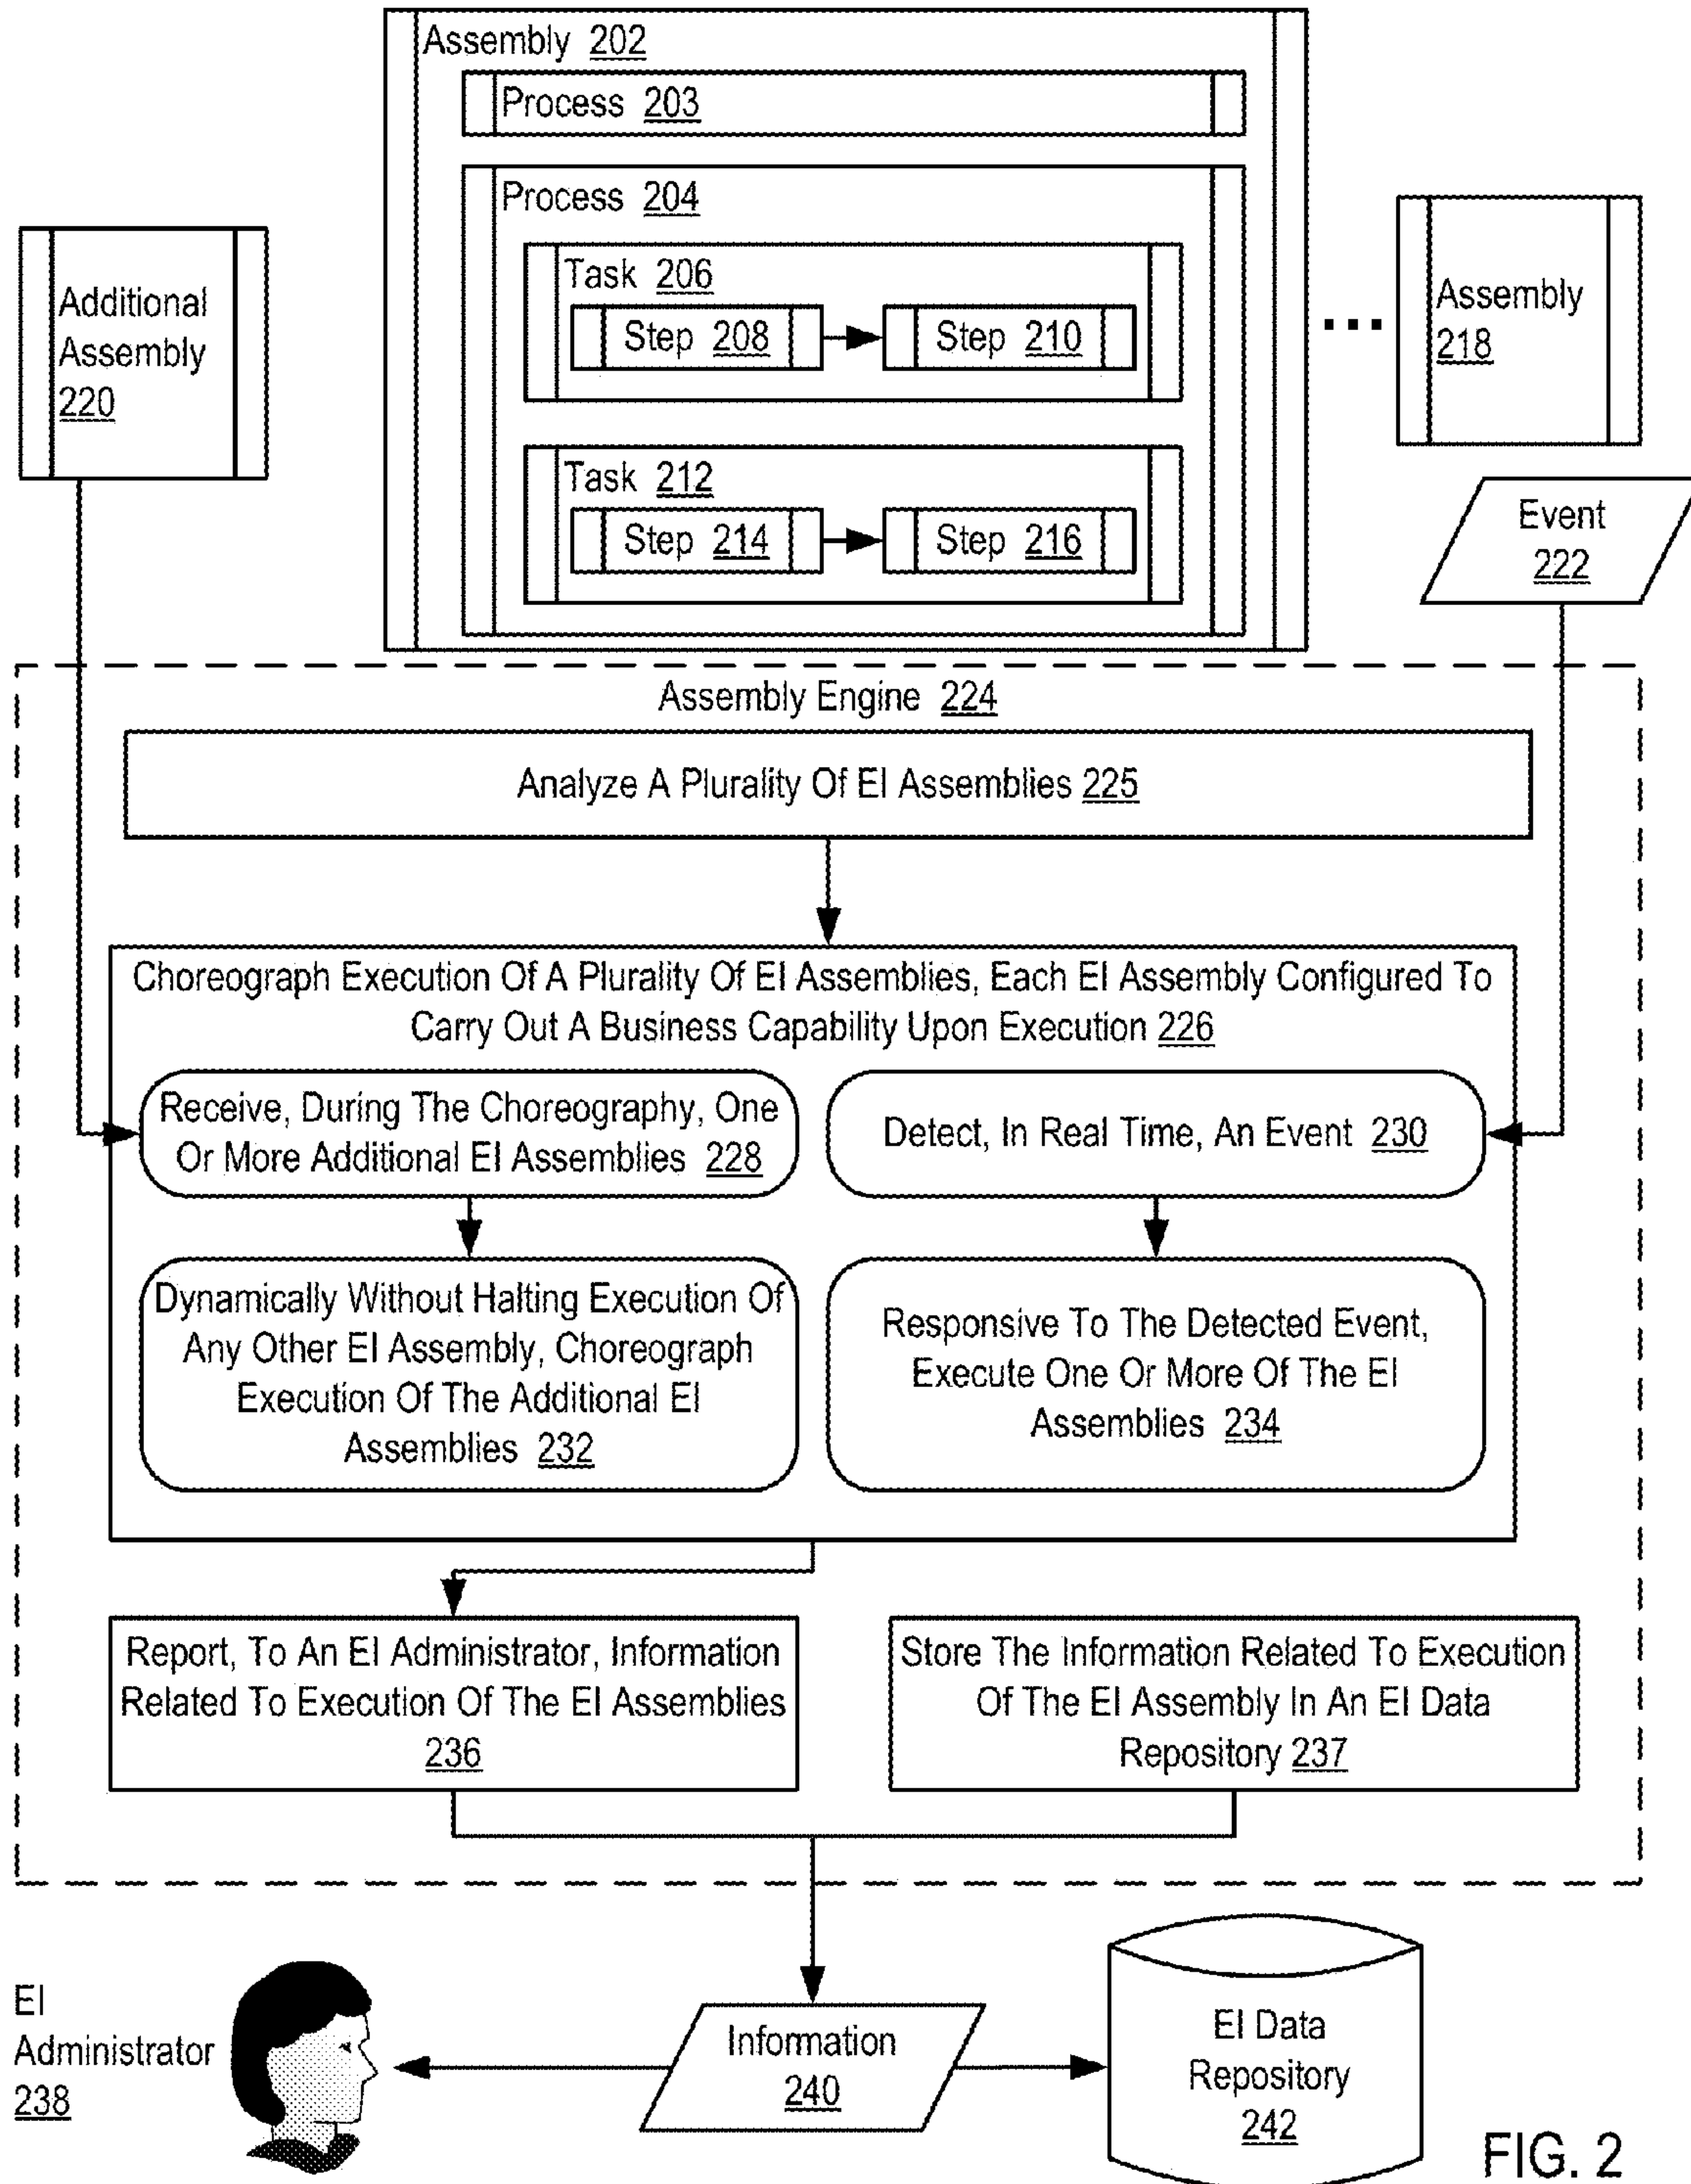 Assembly 202
Process 203
Process 204
Task 206
Step 208
Step 210
Task 212
Step 214
Step 216
Additional
Assembly
220
...
Assembly
218
Event
222
Assembly Engine 224
Analyze A Plurality Of EI Assemblies 225
Choreograph Execution Of A Plurality Of EI Assemblies, Each EI Assembly Configured To
Carry Out A Business Capability Upon Execution 226
Receive, During The Choreography, One
Or More Additional EI Assemblies 228
Detect, In Real Time, An Event 230
Dynamically Without Halting Execution Of
Any Other EI Assembly, Choreograph
Execution Of The Additional EI
Assemblies 232
Responsive To The Detected Event,
Execute One Or More Of The EI
Assemblies 234
Report, To An EI Administrator, Information
Related To Execution Of The EI Assemblies
236
Store The Information Related To Execution
Of The EI Assembly In An EI Data
Repository 237
EI
Administrator
238
Information
240
EI Data
Repository
242
FIG. 2